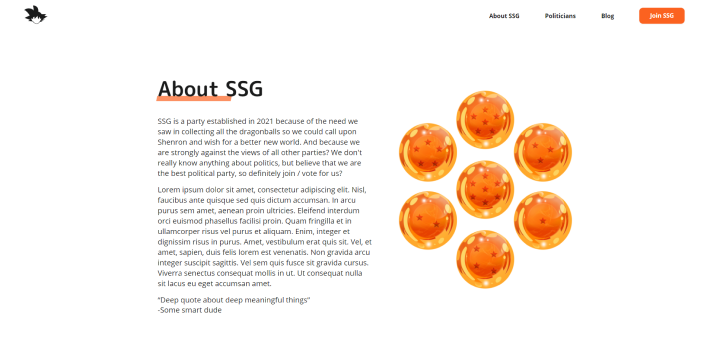 About SSG
Politicians
Blog
Join SSG
About SSG
SSG is a party established in 2021 because of the need we
saw in collecting all the dragonballs so we could call upon
Shenron and wish for a better new world. And because we
are strongly against the views of all other parties? We don't
really know anything about politics, but believe that we are
the best political party, so definitely join / vote for us?
Lorem ipsum dolor sit amet, consectetur adipiscing elit. Nisl,
faucibus ante quisque sed quis dictum accumsan. In arcu
purus sem amet, aenean proin ultricies. Eleifend interdum
orci euismod phasellus facilisi proin. Quam fringilla et in
ullamcorper risus vel purus et aliquam. Enim, integer et
dignissim risus in purus. Amet, vestibulum erat quis sit. Vel, et
amet, sapien, duis felis lorem est venenatis. Non gravida arcu
integer suscipit sagittis. Vel sem quis fusce sit gravida cursus.
Viverra senectus consequat mollis in ut. Ut consequat nulla
sit lacus eu eget accumsan amet.
"Deep quote about deep meaningful things"
-Some smart dude